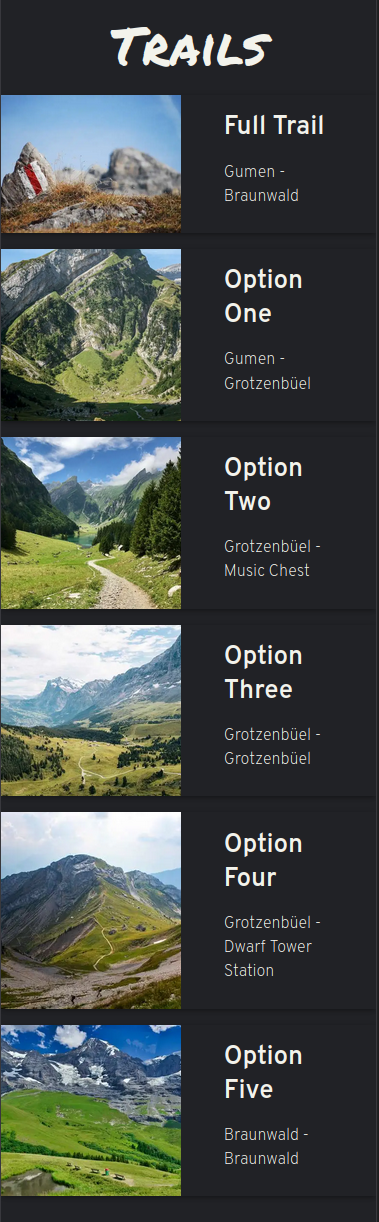 Trails
Full Trail
Gumen -
Braunwald
Option
One
Gumen -
Grotzenbüel
Option
Two
Grotzenbüel -
Music Chest
Option
Three
Grotzenbüel -
Grotzenbüel
Option
Four
Grotzenbüel -
Dwarf Tower
Station
Option
Five
Braunwald -
Braunwald